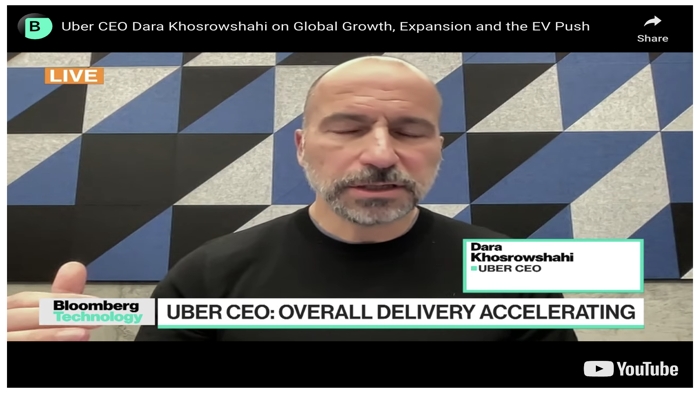 B
Uber CEO Dara Khosrowshahi on Global Growth, Expansion and the EV Push
Share
LIVE
Dara
Khosrowshahi
UBER CEO
Bloomberg
Technology
UBER CEO: OVERALL DELIVERY ACCELERATING
YouTube